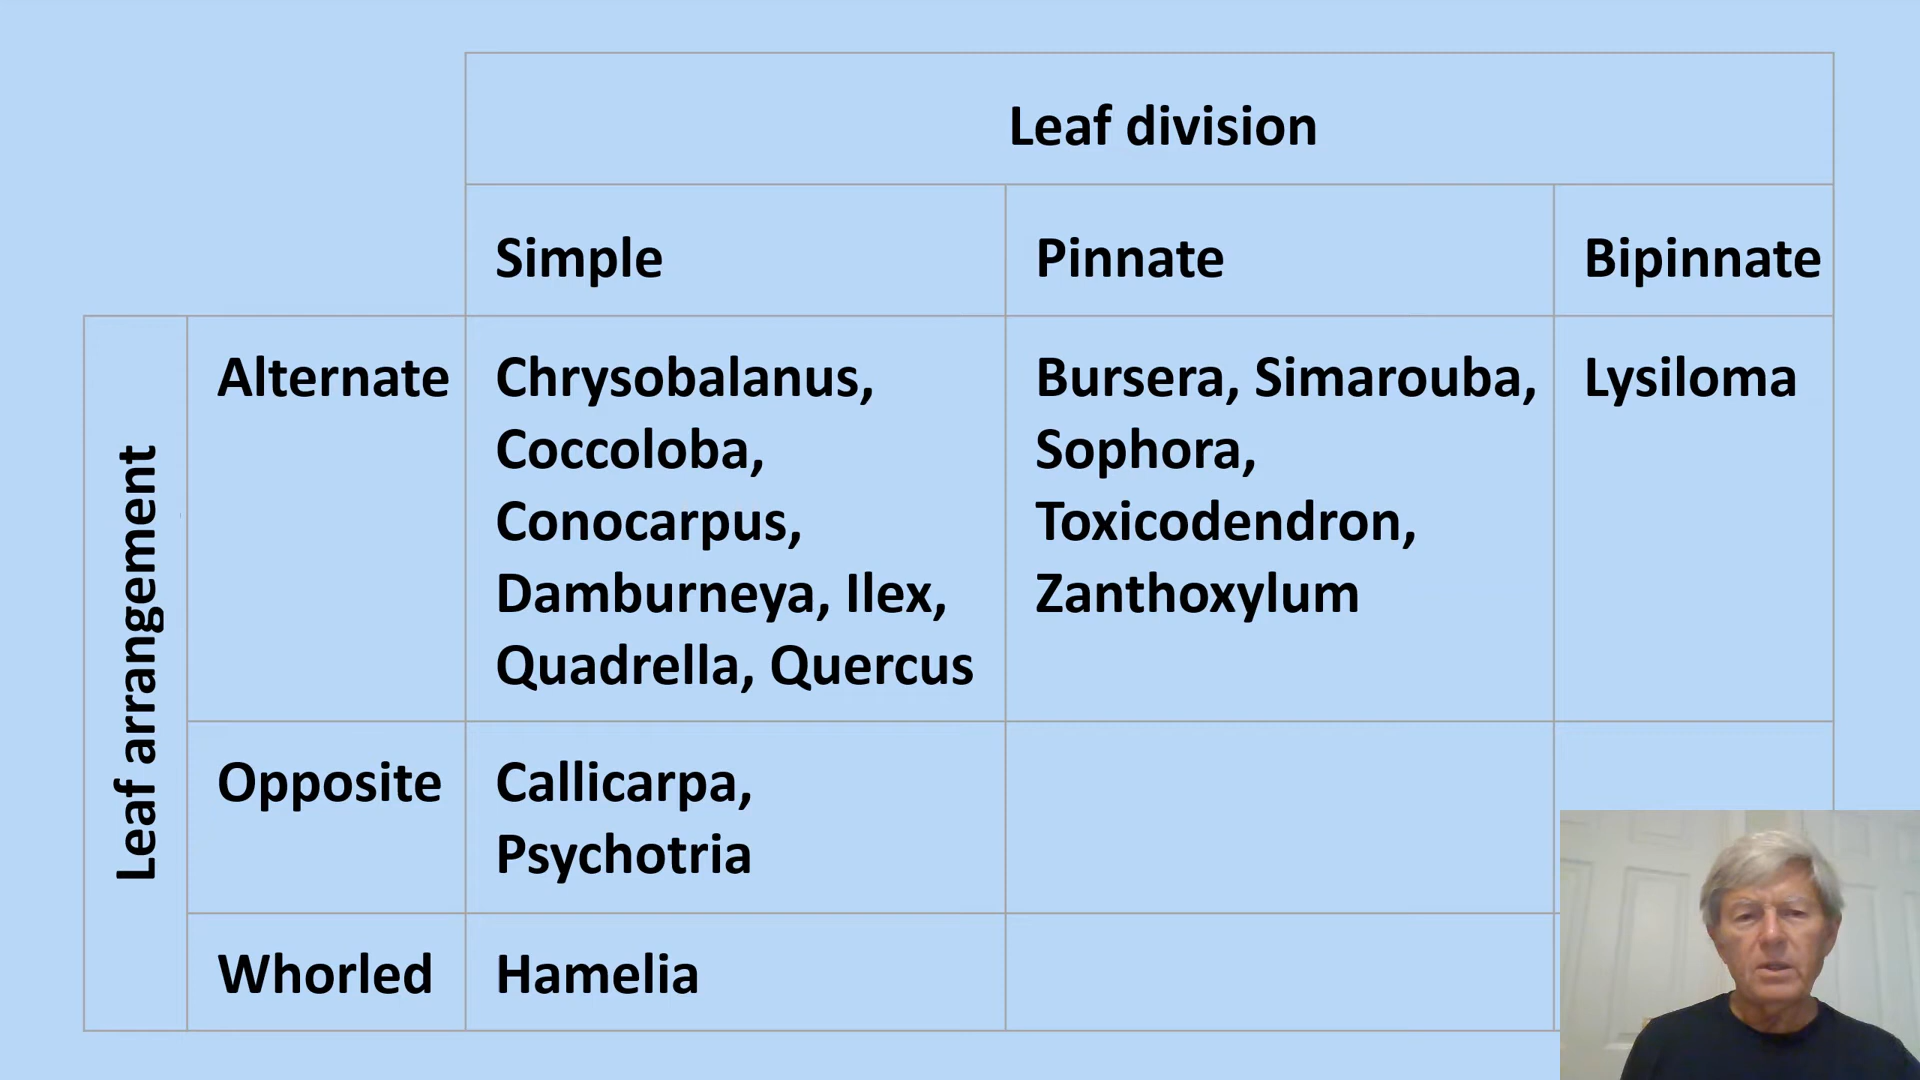 Leaf division
Simple
Pinnate
Bipinnate
Leaf arrangement
Alternate
Chrysobalanus,
Coccoloba,
Conocarpus,
Damburneya, Ilex,
Quadrella, Quercus
Bursera, Simarouba,
Sophora,
Toxicodendron,
Zanthoxylum
Lysiloma
Opposite
Callicarpa,
Psychotria
Whorled
Hamelia